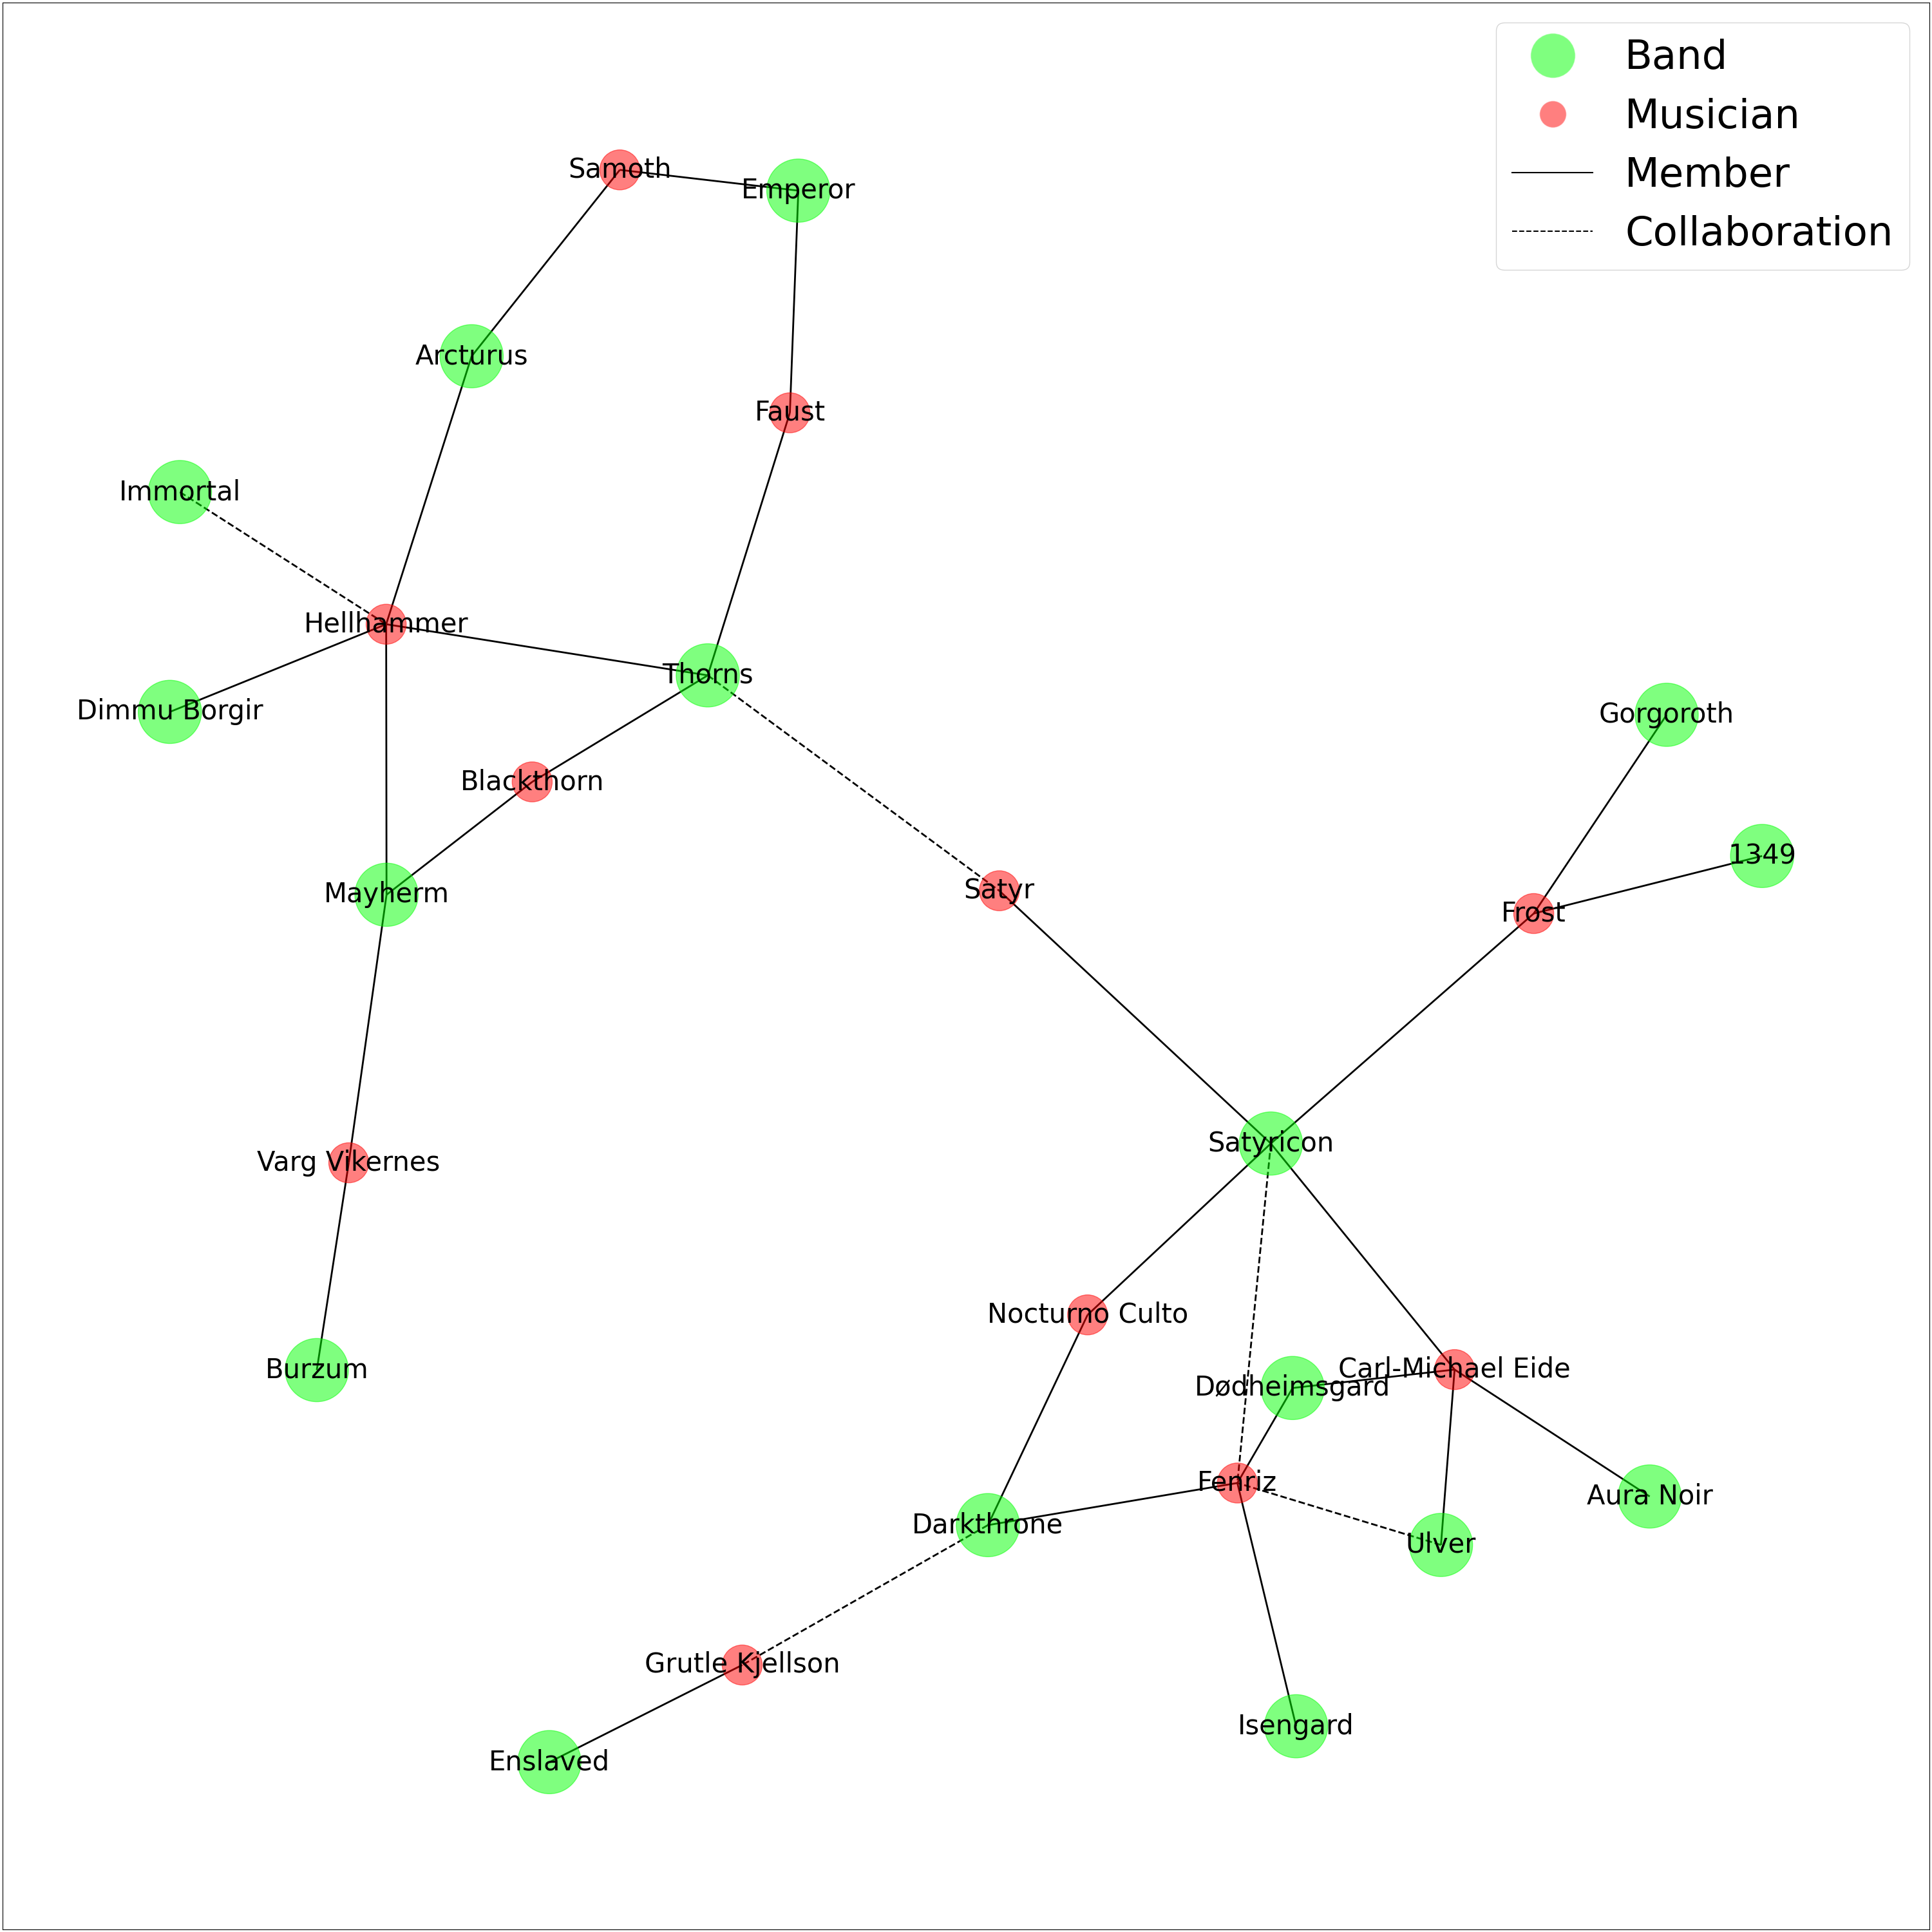 Band
Musician
Member
Collaboration
Samoth
Emperor
Arcturus
Faust
Immortal
Hellhammer
Thorns
Dimmu Borgir
Gorgoroth
Blackthorn
1349
Satyr
Mayherm
Frost
Satyricon
Varg Vikernes
Nocturno Culto
Carl-Michael Eide
Burzum
Dødheimsgard
Fenriz
Aura Noir
Darkthrone
Ulver
Grutle Kjellson
Isengard
Enslaved